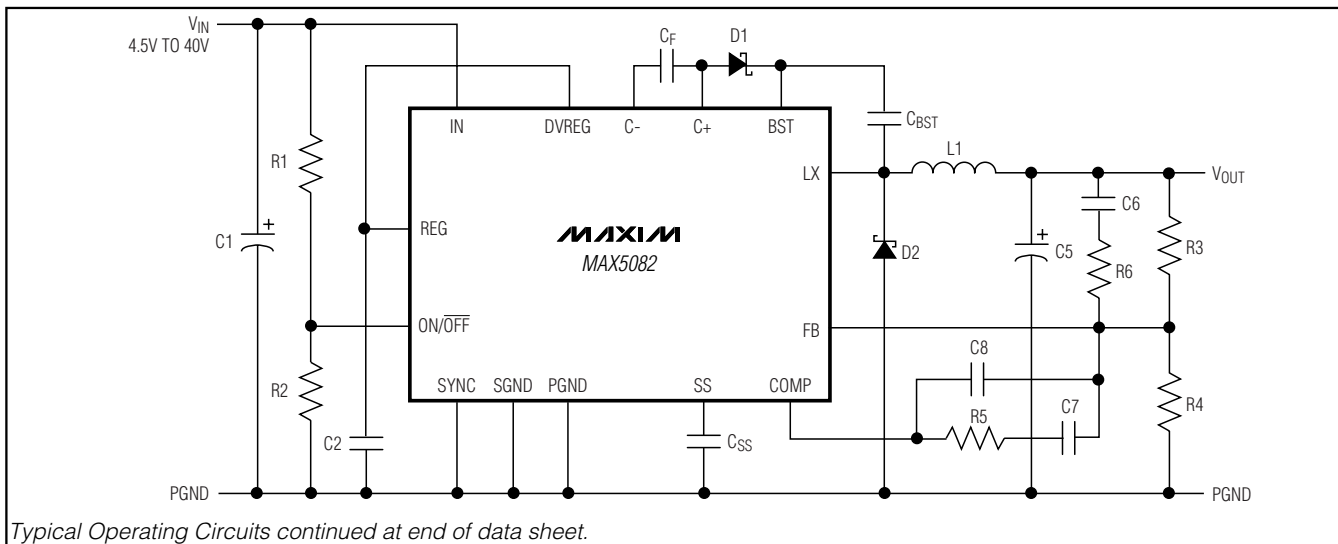 VIN
4.5V TO 40V
CF
D1
IN
DVREG
C-
C+
BST
CBST
R1
LX
L1
VOUT
C6
C1
+
REG
MAXIM
MAX5082
D2
+
C5
R6
R3
ON/OFF
FB
R2
C8
SYNC
SGND
PGND
SS
COMP
R5
C7
R4
C2
CSS
PGND
PGND
Typical Operating Circuits continued at end of data sheet.